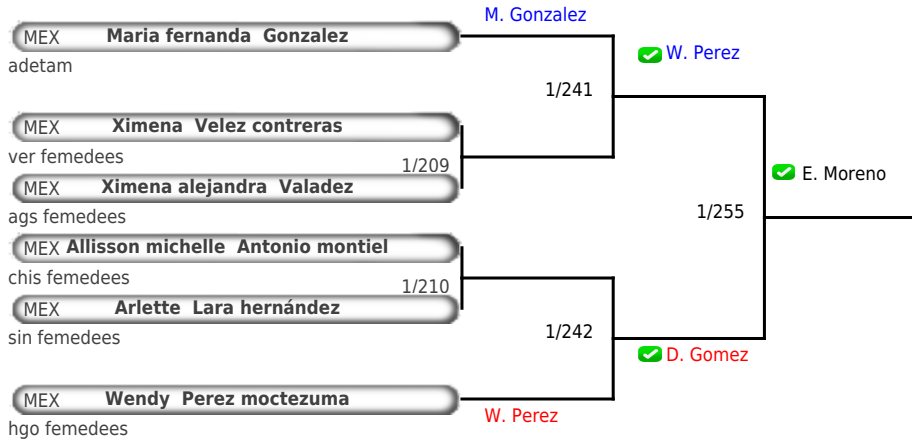 M. Gonzalez
MEX Maria fernanda Gonzalez
adetam
W. Perez
1/241
MEX Ximena Velez contreras
ver femedees
1/209
MEX Ximena alejandra Valadez
ags femedees
E. Moreno
1/255
MEX Allisson michelle Antonio montiel
chis femedees
1/210
MEX Arlette Lara hernández
sin femedees
1/242
D. Gomez
MEX Wendy Perez moctezuma
hgo femedees
W. Perez